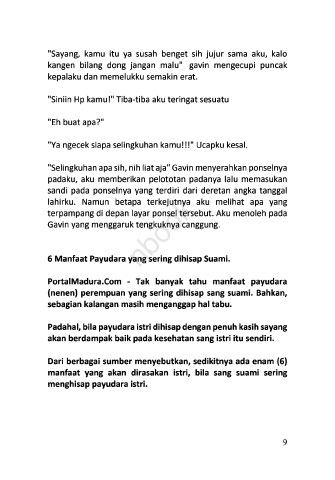 "Sayang, kamu itu ya susah benget sih jujur sama aku, kalo
kangen bilang dong jangan malu" gavin mengecupi puncak
kepalaku dan memelukku semakin erat.
"Siniin Hp kamu!" Tiba-tiba aku teringat sesuatu
"Eh buat apa?"
"Ya ngecek siapa selingkuhan kamu!!!" Ucapku kesal.
"Selingkuhan apa sih, nih liat aja" Gavin menyerahkan ponselnya
padaku, aku memberikan pelototan padanya lalu memasukan
sandi pada ponselnya yang terdiri dari deretan angka tanggal
lahirku. Namun betapa terkejutnya aku melihat apa yang
terpampang di depan layar ponsel tersebut. Aku menoleh pada
Gavin yang menggaruk tengkuknya canggung.
6 Manfaat Payudara yang sering dihisap Suami.
PortalMadura.Com - Tak banyak tahu manfaat payudara
(nenen) perempuan yang sering dihisap sang suami. Bahkan,
sebagian kalangan masih menganggap hal tabu.
Padahal, bila payudara istri dihisap dengan penuh kasih sayang
akan berdampak baik pada kesehatan sang istri itu sendiri.
Dari berbagai sumber menyebutkan, sedikitnya ada enam (6)
manfaat yang akan dirasakan istri, bila sang suami sering
menghisap payudara istri.
9